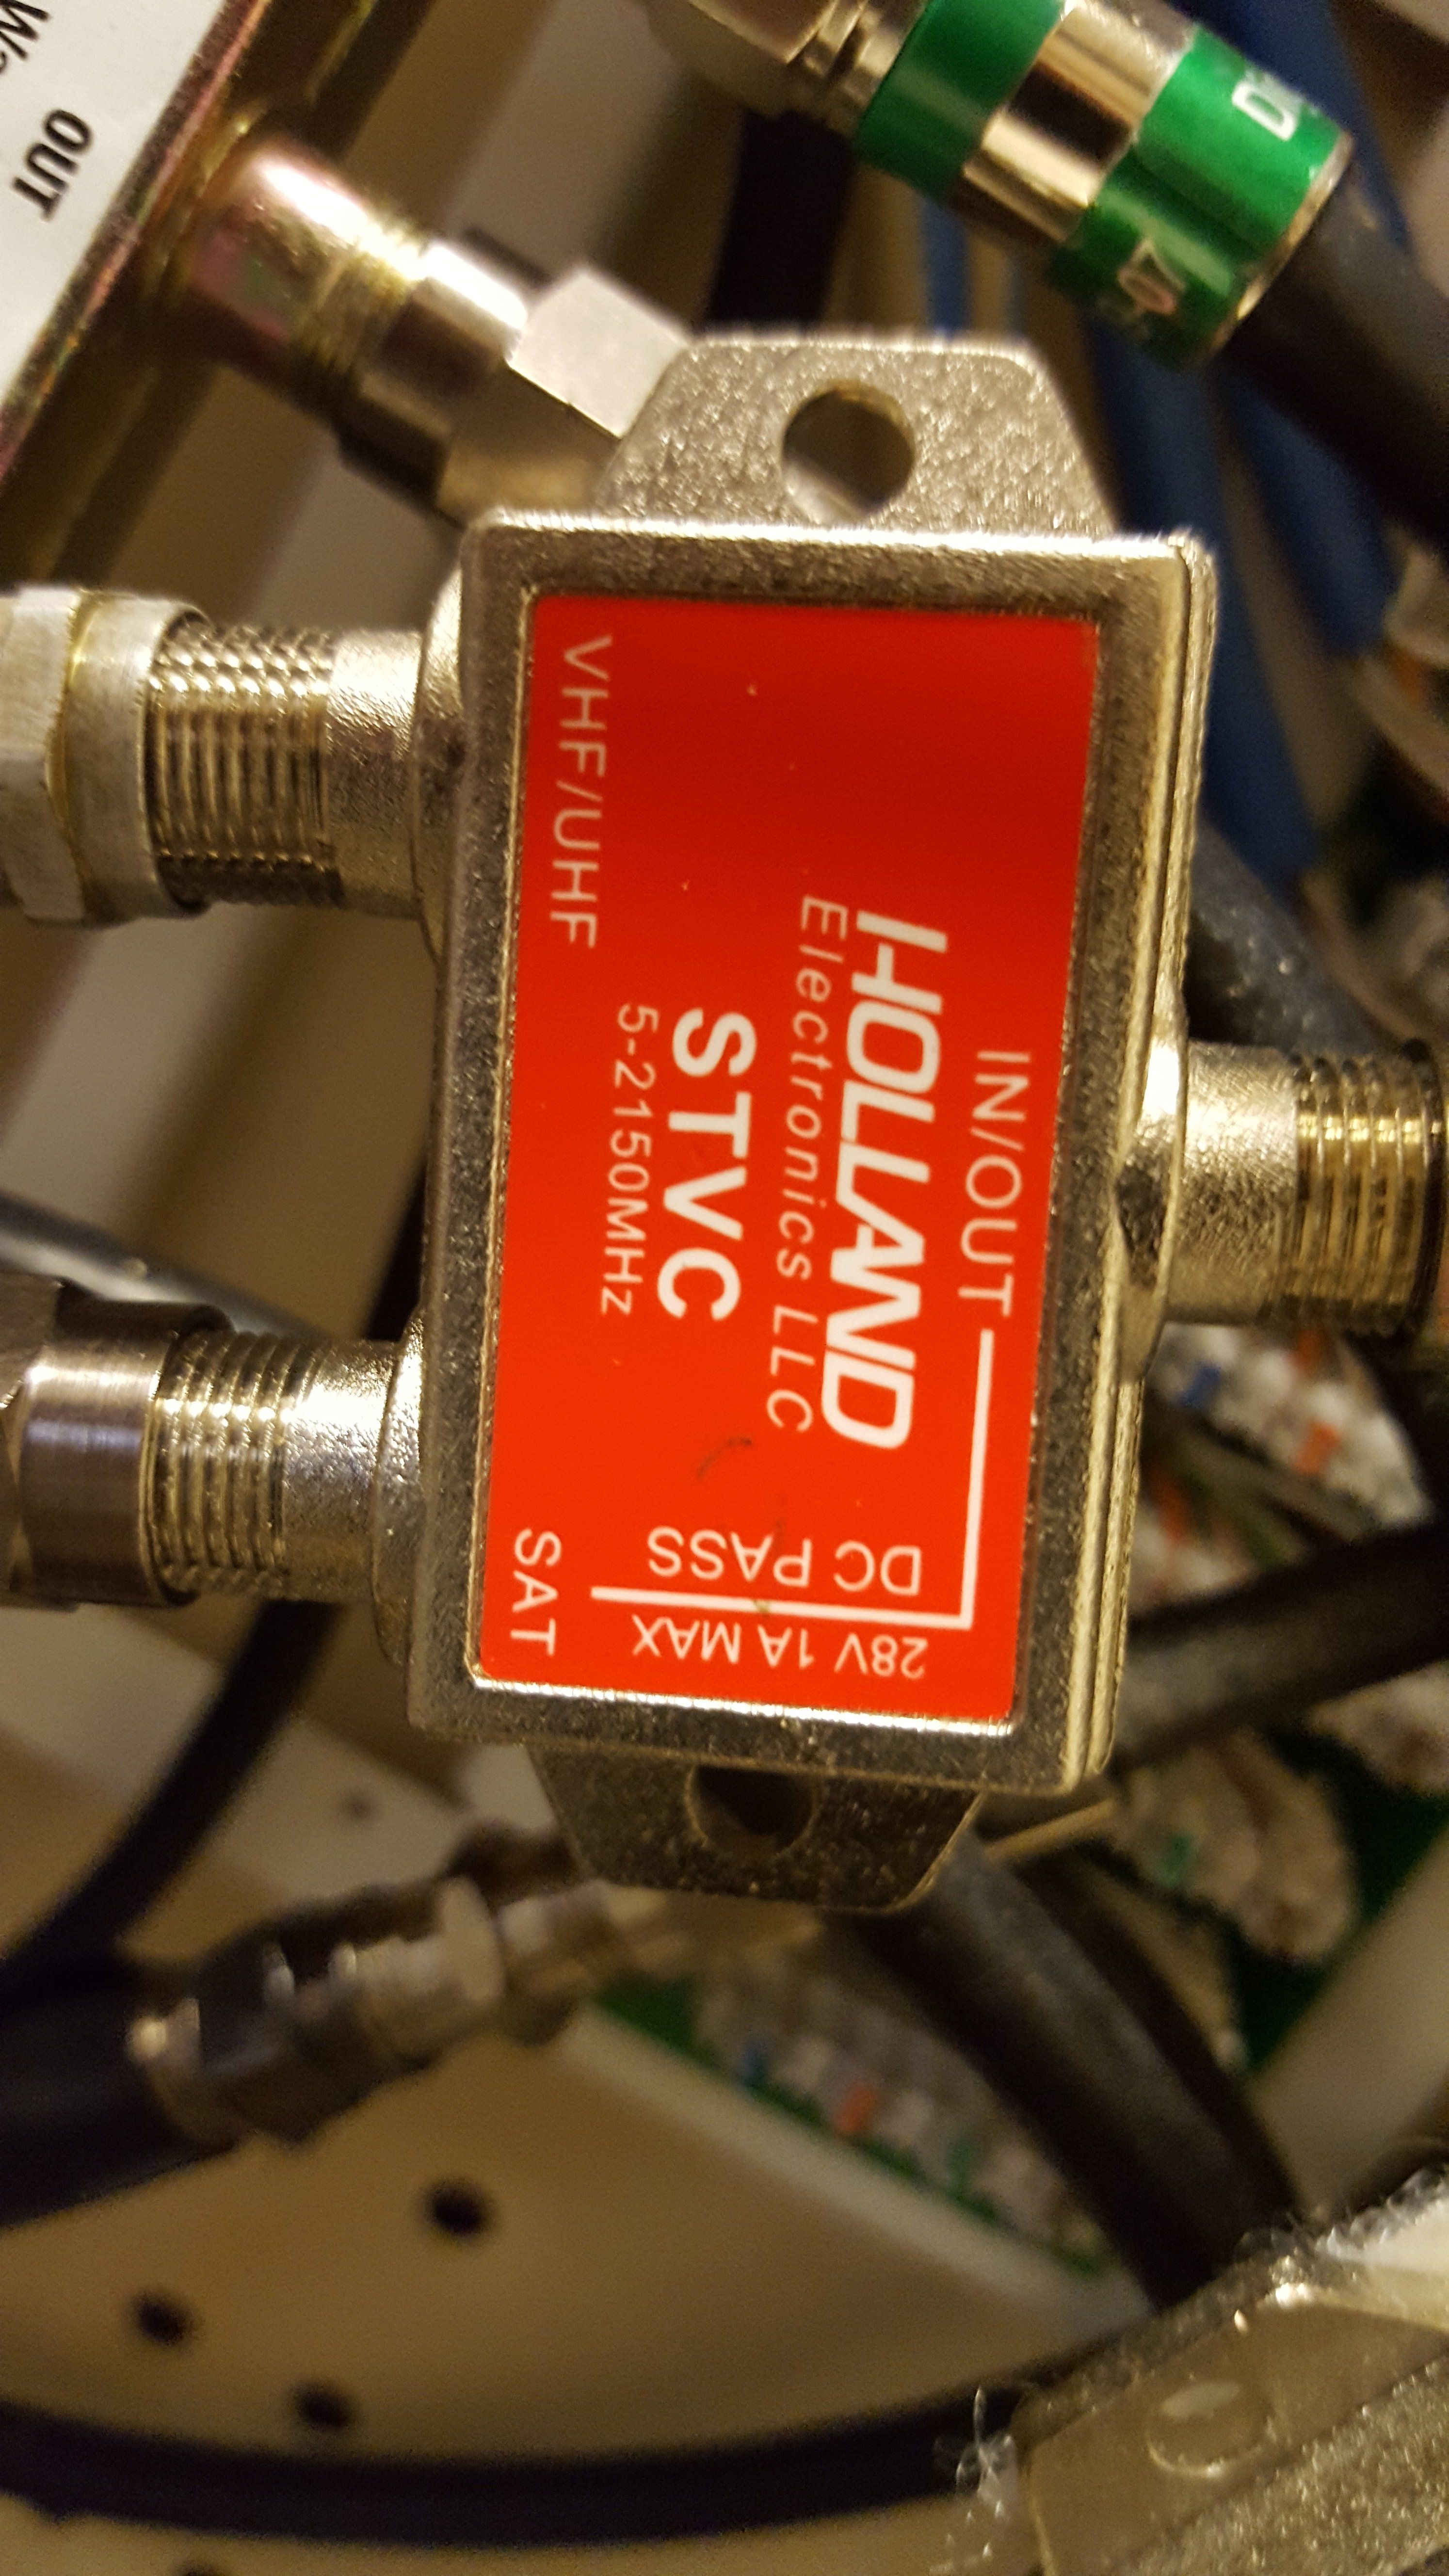 IN/OUT
HOLLAND
Electronics LLC
STVC
5-2150MHz
VHF/UHF
SAT
DC PASS
28V 1A MAX
OUT